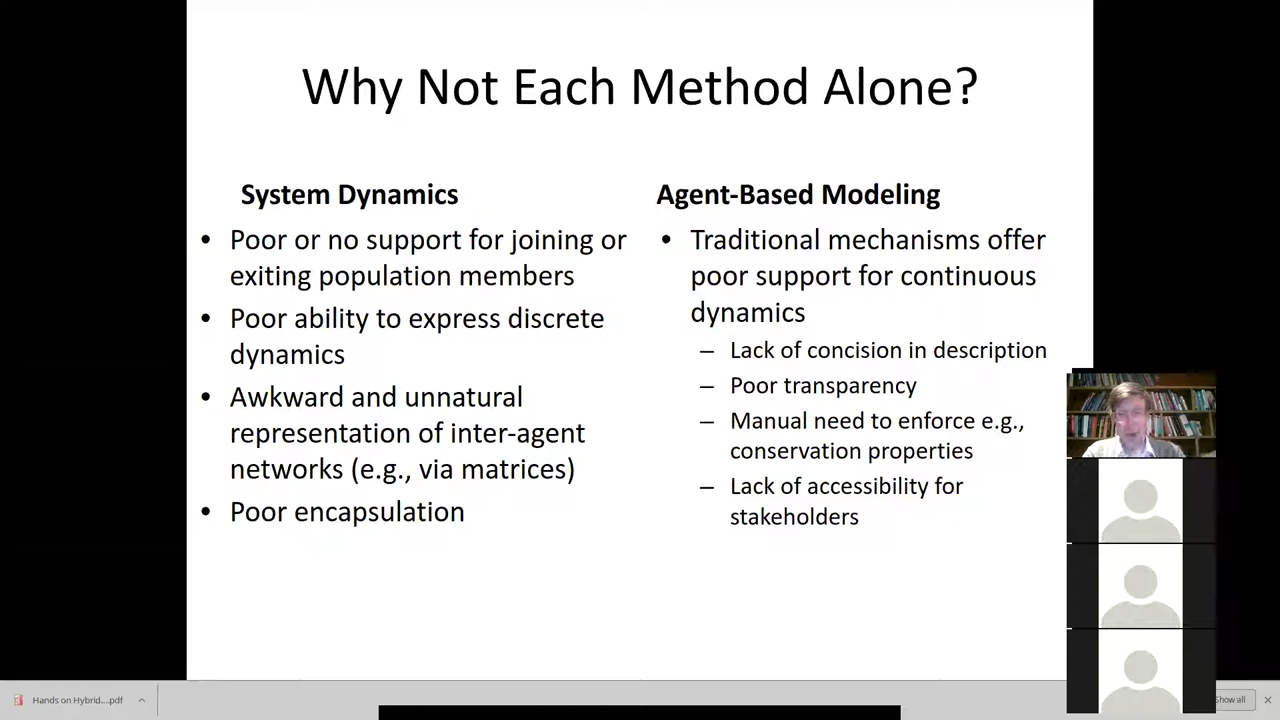 Why Not Each Method Alone?
System Dynamics
• Poor or no support for joining or
exiting population members
• Poor ability to express discrete
dynamics
• Awkward and unnatural
representation of inter-agent
networks (e.g., via matrices)
• Poor encapsulation
Agent-Based Modeling
• Traditional mechanisms offer
poor support for continuous
dynamics
– Lack of concision in description
– Poor transparency
– Manual need to enforce e.g.,
conservation properties
– Lack of accessibility for
stakeholders
Hands on Hybrid....pdf
Show all